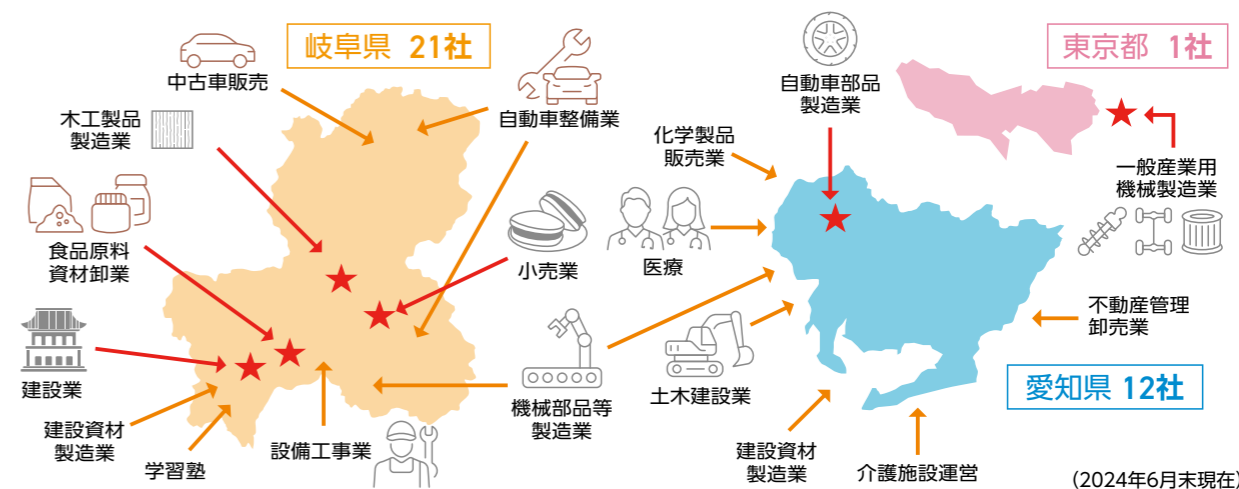 岐阜県 21社
中古車販売
自動車整備業
木工製品
製造業
食品原料
資材卸業
小売業
建設業
建設資材
製造業
学習塾
設備工事業
機械部品等
製造業
自動車部品
製造業
化学製品
販売業
医療
土木建設業
建設資材
製造業
介護施設運営
不動産管理
卸売業
愛知県 12社
東京都 1社
一般産業用
機械製造業
(2024年6月末現在)